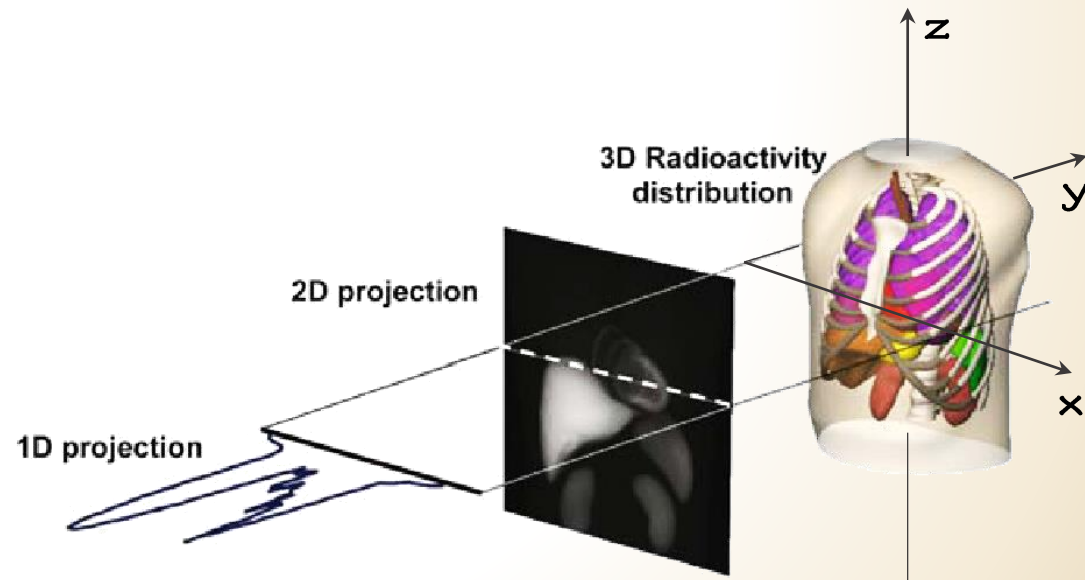 z
3D Radioactivity
distribution
y
2D projection
x
1D projection